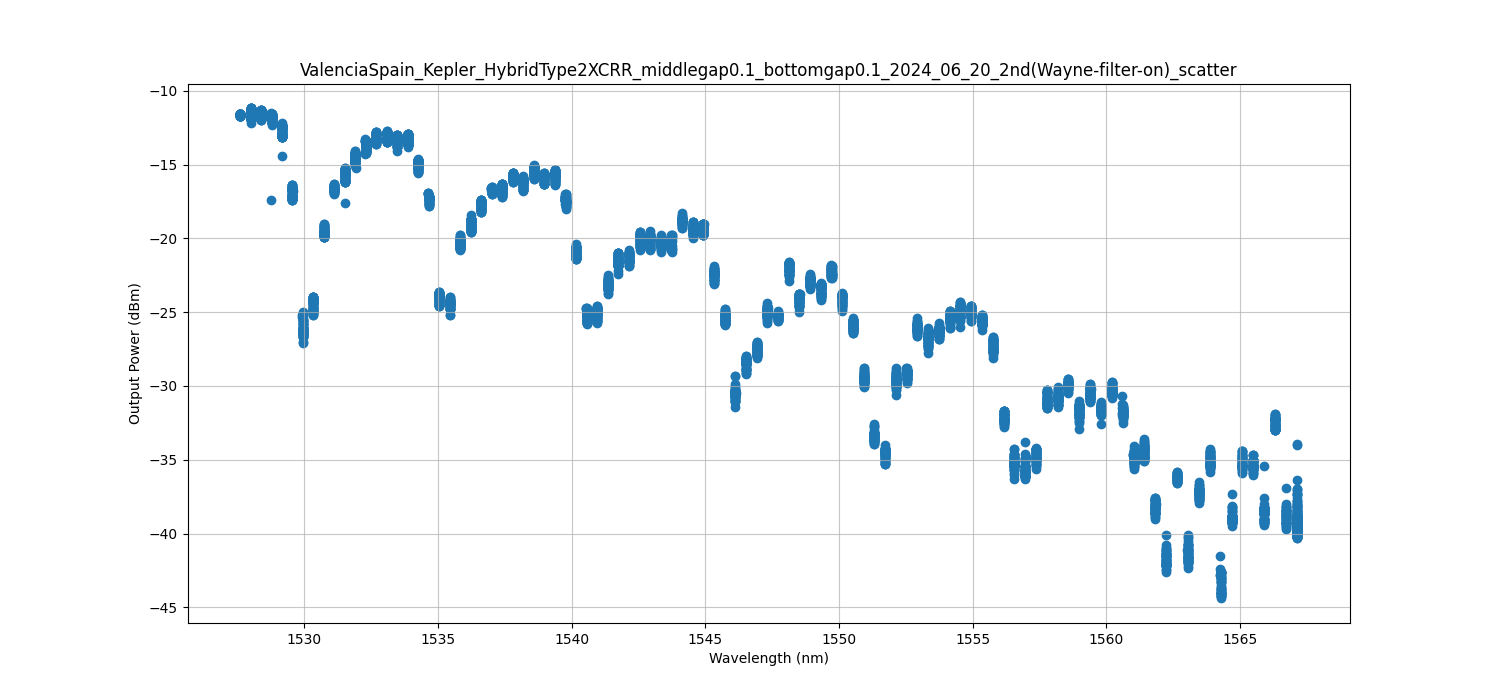 ValenciaSpain_Kepler_HybridType2XCRR_middlegap0.1_bottomgap0.1_2024_06_20_2nd(Wayne-filter-on)_scatter
−10
−15
−20
−25
−30
−35
−40
−45
Output Power (dBm)
1530 1535 1540 1545 1550 1555 1560 1565
Wavelength (nm)